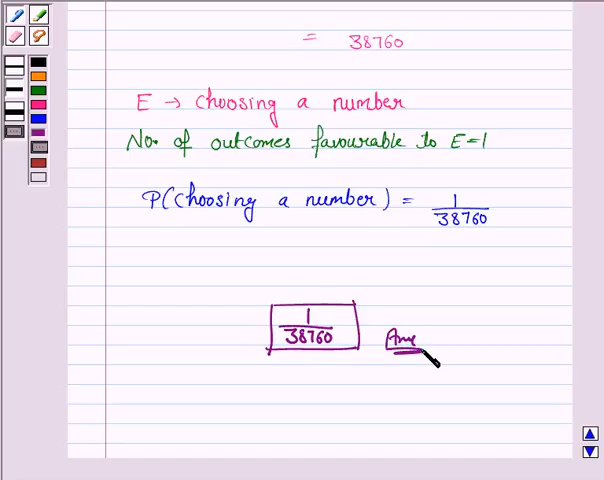 = 38760
E → choosing a number
No. of outcomes favourable to E=1
P(choosing a number) = 1/38760
1/38760 Ans